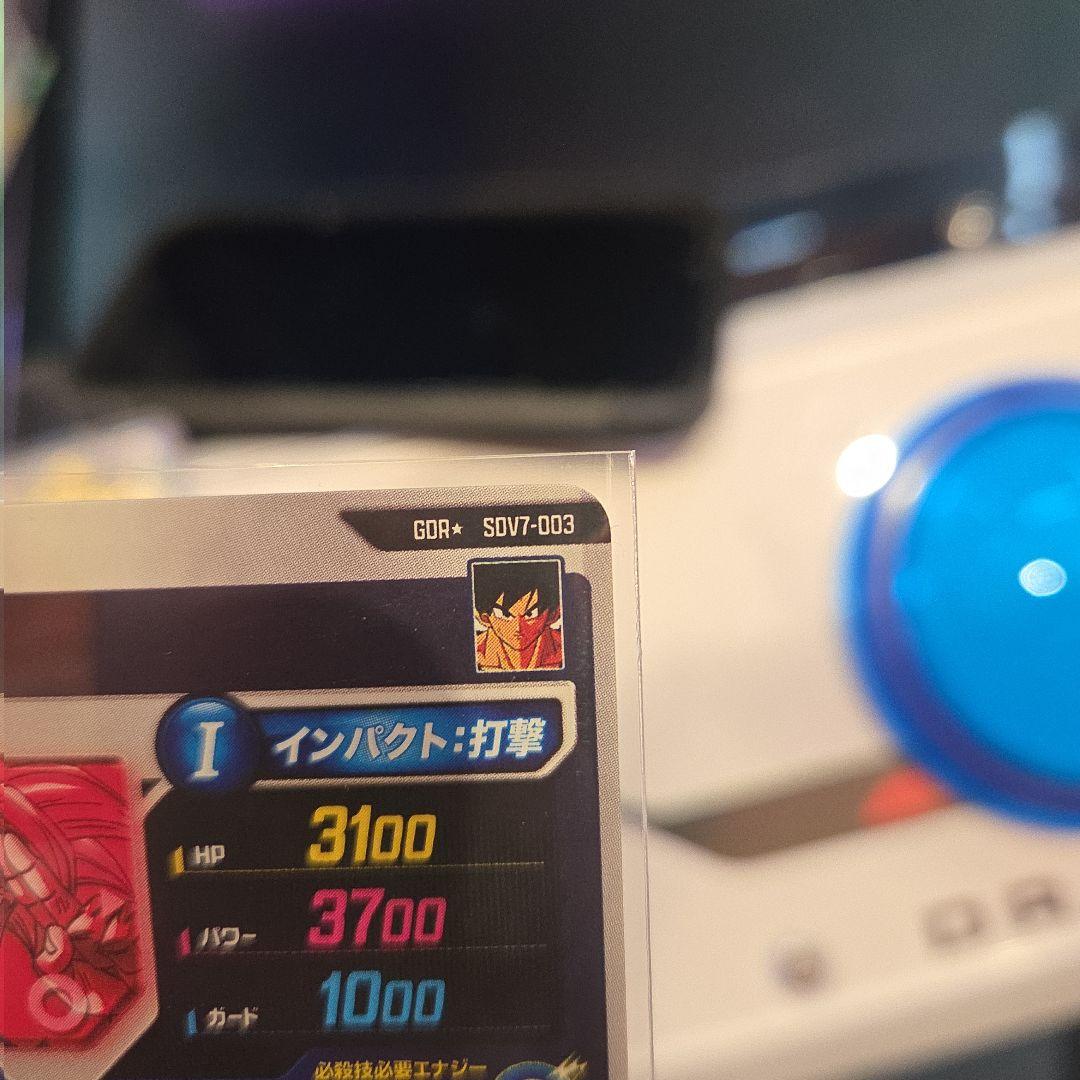 GDR★ SDV7-003
I インパクト:打撃
HP 3100
パワー 3700
ガード 1000
必殺技必要エナジー